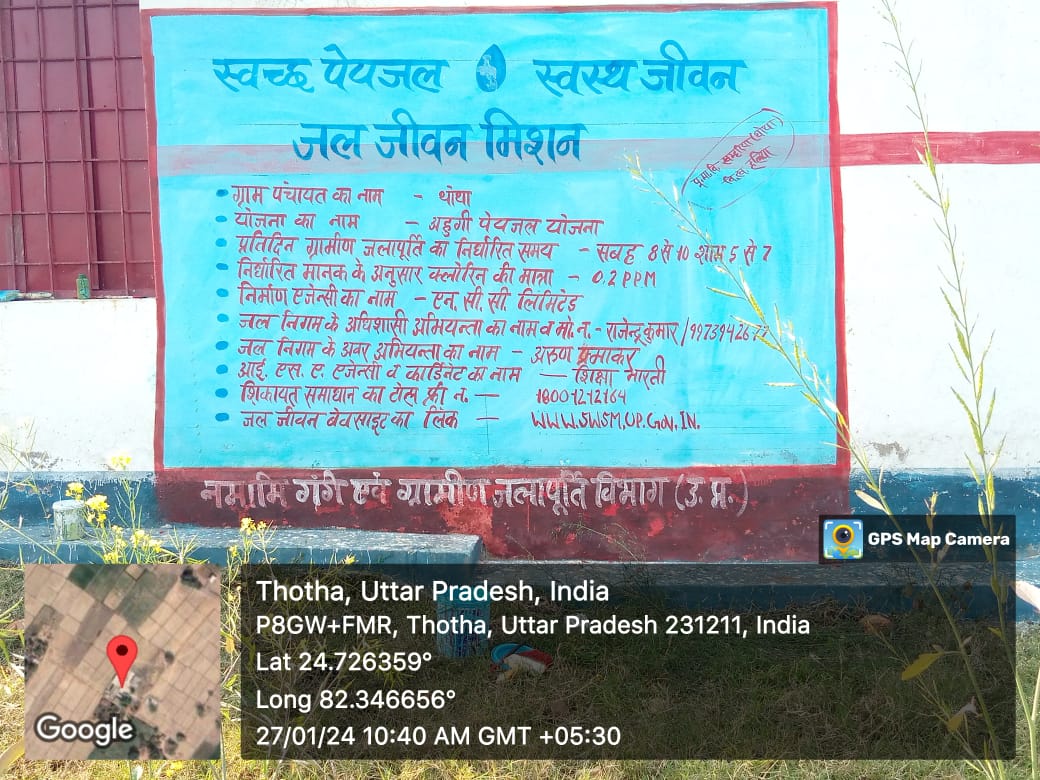 स्वच्छ पेयजल स्वस्थ जीवन
जल जीवन मिशन
प्रा.वि. (थोथा)
वि.ख. हलिया
• ग्राम पंचायत का नाम - थोथा
• योजना का नाम - अडुगी पेयजल योजना
• प्रतिदिन ग्रामीण जलापूर्ति का निर्धारित समय - सबह 8 से 10 शाम 5 से 7
• निर्धारित मानक के अनुसार क्लोरिन की मात्रा - 0.2 PPM
• निर्माण एजेन्सी का नाम - एन. सी. सी. लिमिटेड
• जल निगम के अधिशासी अभियन्ता का नाम व मो. न. - राजेन्द्र कुमार /
• जल निगम के अवर अभियन्ता का नाम - अरुण प्रभाकर
• आई. एस. ए. एजेन्सी व कार्डिनेट का नाम — शिक्षा भारती
• शिकायत समाधान का टोल फ्री न. — 18001212164
• जल जीवन बेवसाइट का लिंक — WWW.SWSM.UP.GOV.IN.
नमामि गंगे एवं ग्रामीण जलापूर्ति विभाग (उ.प्र.)
GPS Map Camera
Thotha, Uttar Pradesh, India
P8GW+FMR, Thotha, Uttar Pradesh 231211, India
Lat 24.726359°
Long 82.346656°
27/01/24 10:40 AM GMT +05:30
Google